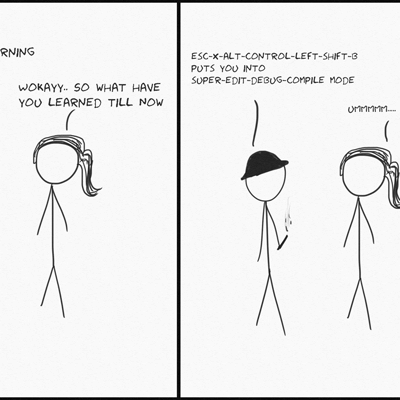 RNING
WOKAYY.. SO WHAT HAVE
YOU LEARNED TILL NOW
ESC-X-ALT-CONTROL-LEFT-SHIFT-B
PUTS YOU INTO
SUPER-EDIT-DEBUG-COMPILE MODE
UMMMMM....